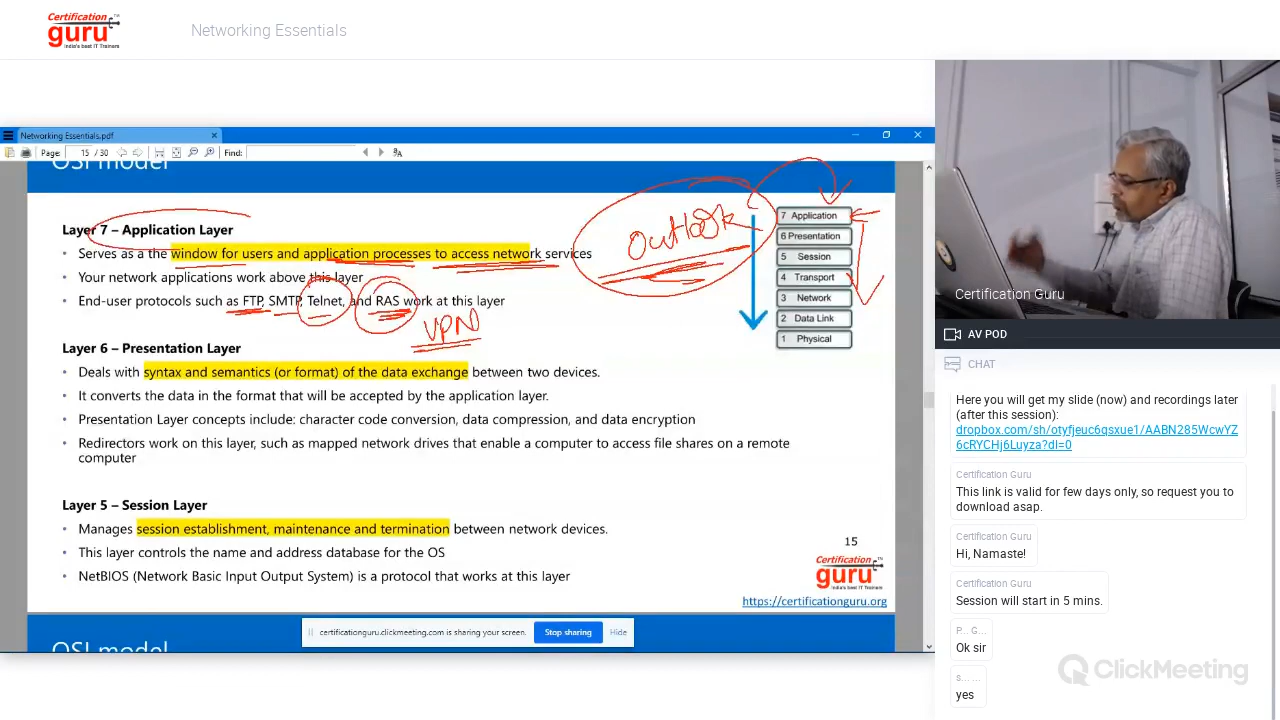 Certification
guru
India's best IT Trainers
Networking Essentials
Networking Essentials.pdf
Page: 15 / 30
Find:
OSI model
Layer 7 – Application Layer
• Serves as a the window for users and application processes to access network services
• Your network applications work above this layer
• End-user protocols such as FTP, SMTP, Telnet, and RAS work at this layer
VPN
Outlook
7 Application
6 Presentation
5 Session
4 Transport
3 Network
2 Data Link
1 Physical
Layer 6 – Presentation Layer
• Deals with syntax and semantics (or format) of the data exchange between two devices.
• It converts the data in the format that will be accepted by the application layer.
• Presentation Layer concepts include: character code conversion, data compression, and data encryption
• Redirectors work on this layer, such as mapped network drives that enable a computer to access file shares on a remote
computer
Layer 5 – Session Layer
• Manages session establishment, maintenance and termination between network devices.
• This layer controls the name and address database for the OS
• NetBIOS (Network Basic Input Output System) is a protocol that works at this layer
15
Certification
guru
India's best IT Trainers
https://certificationguru.org
certificationguru.clickmeeting.com is sharing your screen.
Stop sharing
Hide
OSI model
Certification Guru
AV POD
CHAT
Here you will get my slide (now) and recordings later
(after this session):
dropbox.com/sh/otyfjeuc6qsxue1/AABN285WcwYZ
6cRYCHj6Luyza?dl=0
Certification Guru
This link is valid for few days only, so request you to
download asap.
Certification Guru
Hi, Namaste!
Certification Guru
Session will start in 5 mins.
P... G...
Ok sir
s... ...
yes
ClickMeeting